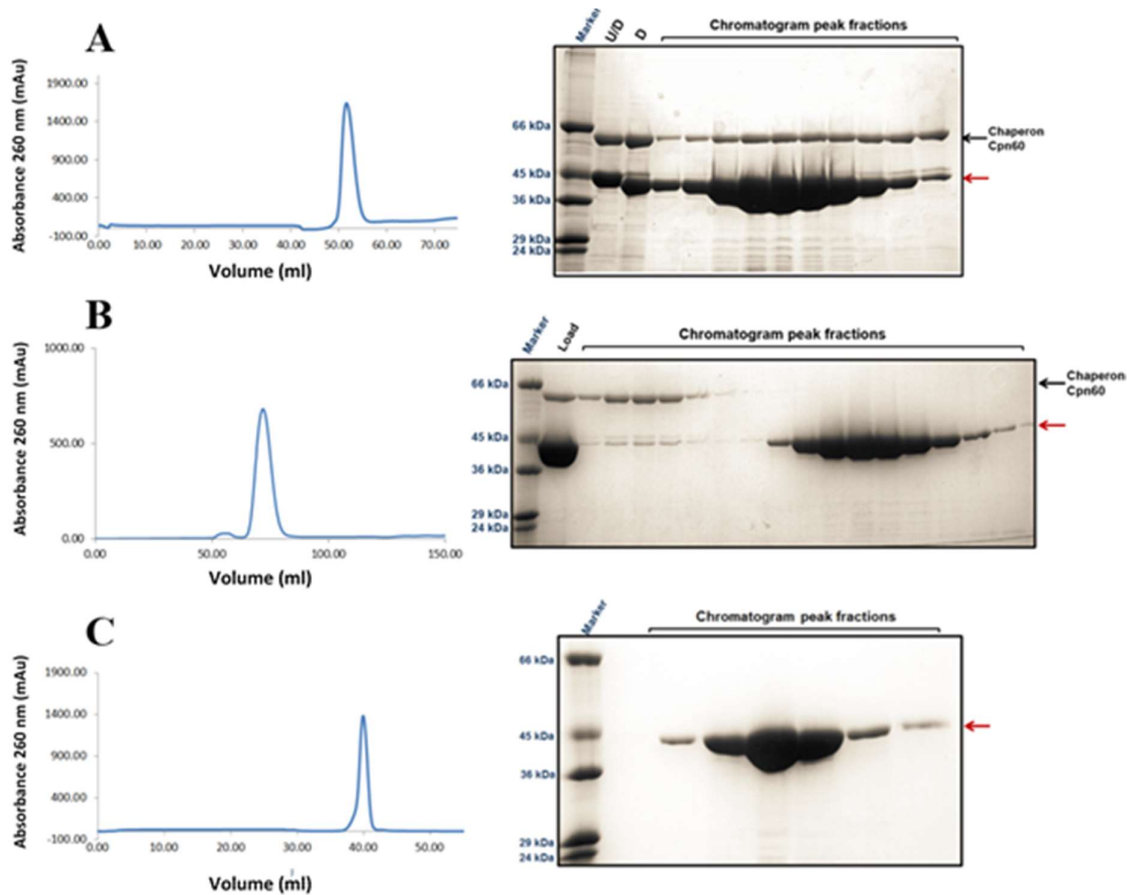 A
Absorbance 260 nm (mAu)
1900.00
1400.00
900.00
400.00
-100.00
0.00 10.00 20.00 30.00 40.00 50.00 60.00 70.00
Volume (ml)
Marker
U/D
D
Chromatogram peak fractions
66 kDa
45 kDa
36 kDa
29 kDa
24 kDa
Chaperon
Cpn60
B
Absorbance 260 nm (mAu)
1000.00
500.00
0.00
0.00 50.00 100.00 150.00
Volume (ml)
Marker
Load
Chromatogram peak fractions
66 kDa
45 kDa
36 kDa
29 kDa
24 kDa
Chaperon
Cpn60
C
Absorbance 260 nm (mAu)
1900.00
1400.00
900.00
400.00
-100.00
0.00 10.00 20.00 30.00 40.00 50.00
Volume (ml)
Marker
Chromatogram peak fractions
66 kDa
45 kDa
36 kDa
29 kDa
24 kDa